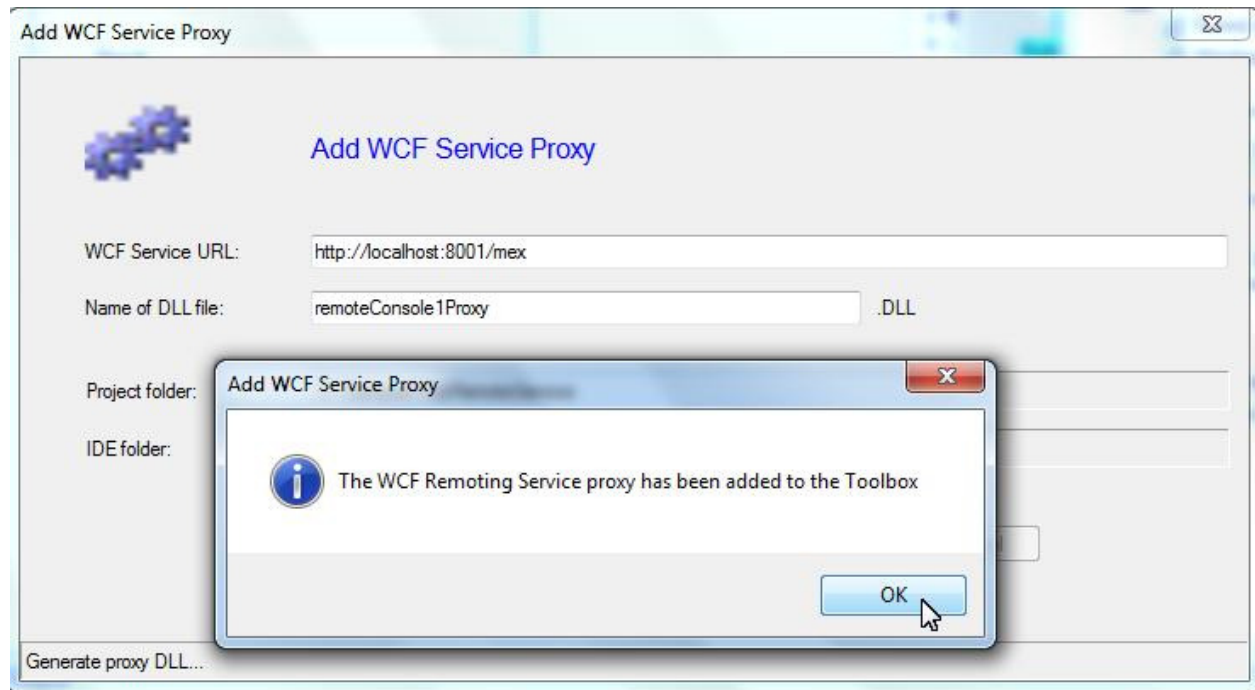 Add WCF Service Proxy
Add WCF Service Proxy
WCF Service URL:
http://localhost:8001/mex
Name of DLL file:
remoteConsole1Proxy
.DLL
Project folder:
IDE folder:
Add WCF Service Proxy
The WCF Remoting Service proxy has been added to the Toolbox
OK
Generate proxy DLL...